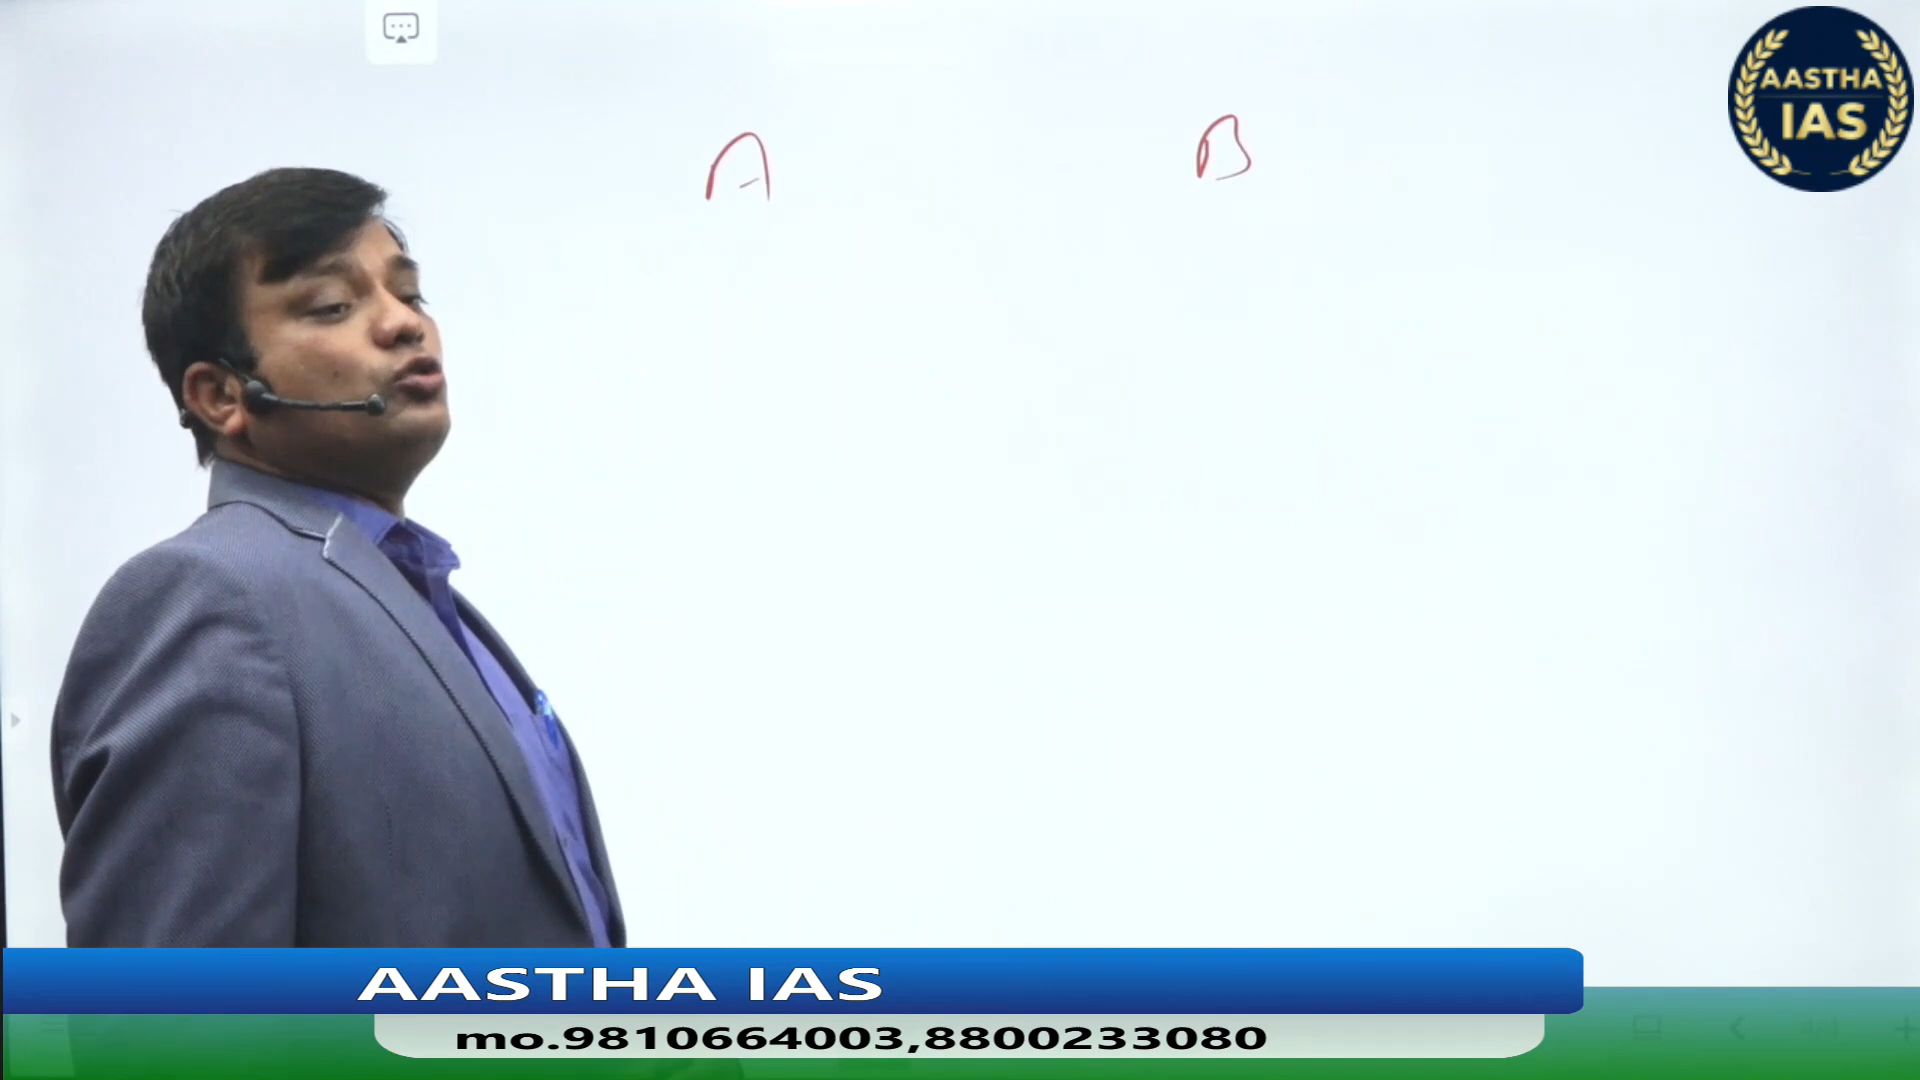 A B
AASTHA
IAS
AASTHA IAS
mo.9810664003,8800233080